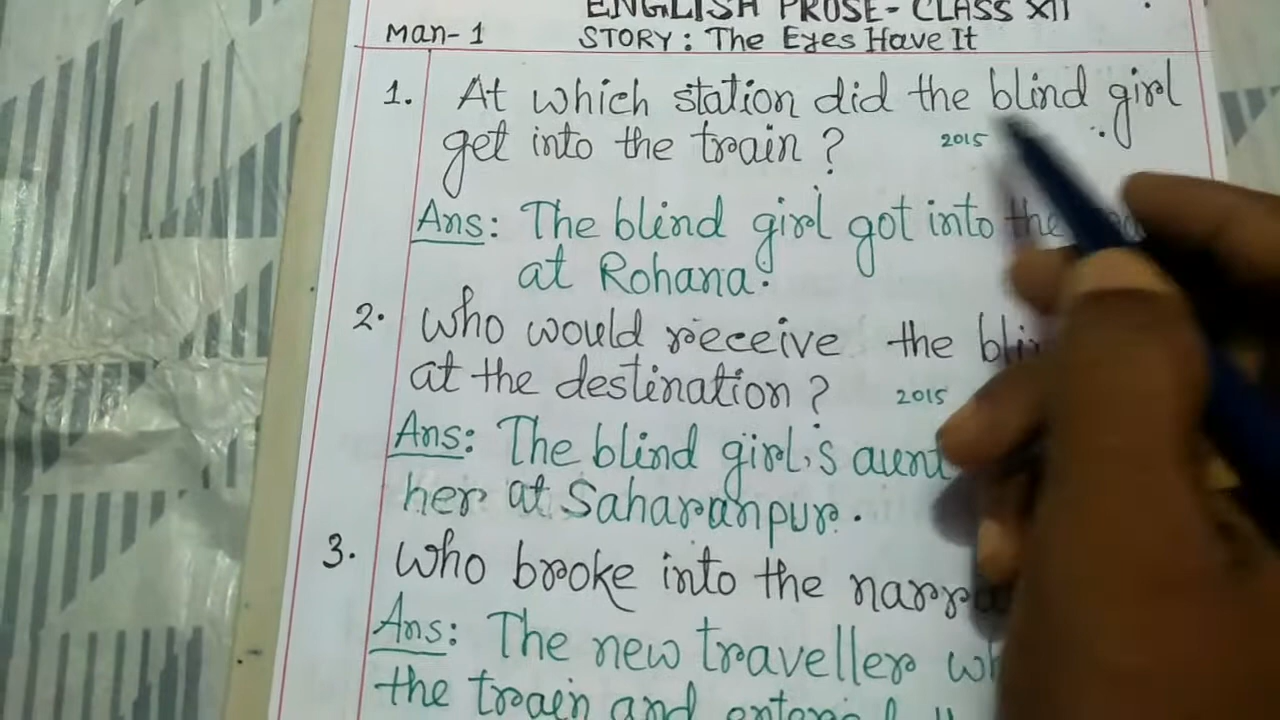 ENGLISH PROSE- CLASS XII
Man-1 STORY: The Eyes Have It
1. At which station did the blind girl
get into the train? 2015
Ans: The blind girl got into the
at Rohana.
2. Who would receive the
at the destination? 2015
Ans: The blind girl's aunt
her at Saharanpur.
3. Who broke into the
Ans: The new traveller
the train and